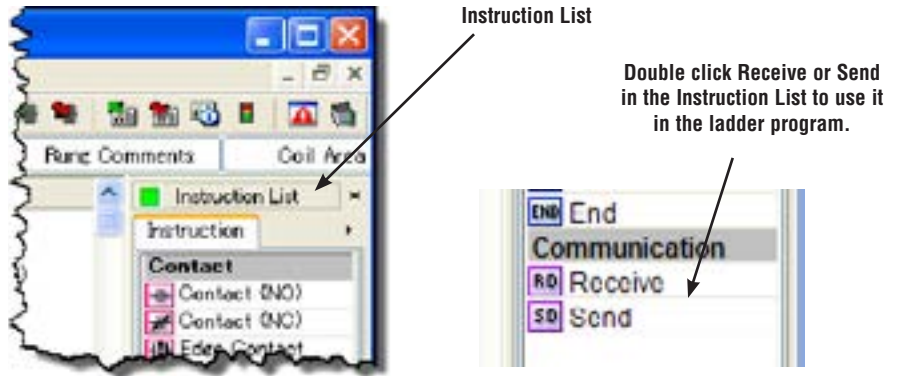 Instruction List
Double click Receive or Send
in the Instruction List to use it
in the ladder program.
Rung Comments
Coil Area
Instruction List
Instruction
Contact
Contact (NO)
Contact (NC)
Edge Contact
END End
Communication
RD Receive
SD Send